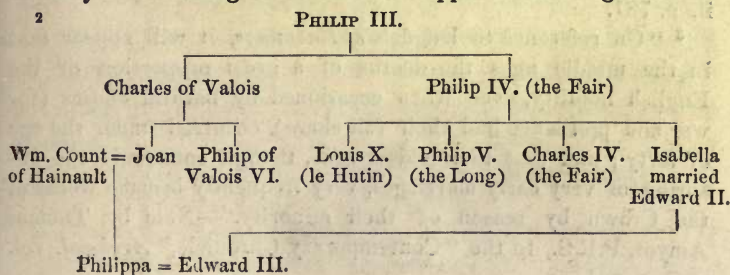 2
PHILIP III.
Charles of Valois Philip IV. (the Fair)
Wm. Count = Joan Philip of Louis X. Philip V. Charles IV. Isabella
of Hainault Valois VI. (le Hutin) (the Long) (the Fair) married
Edward II.
Philippa = Edward III.